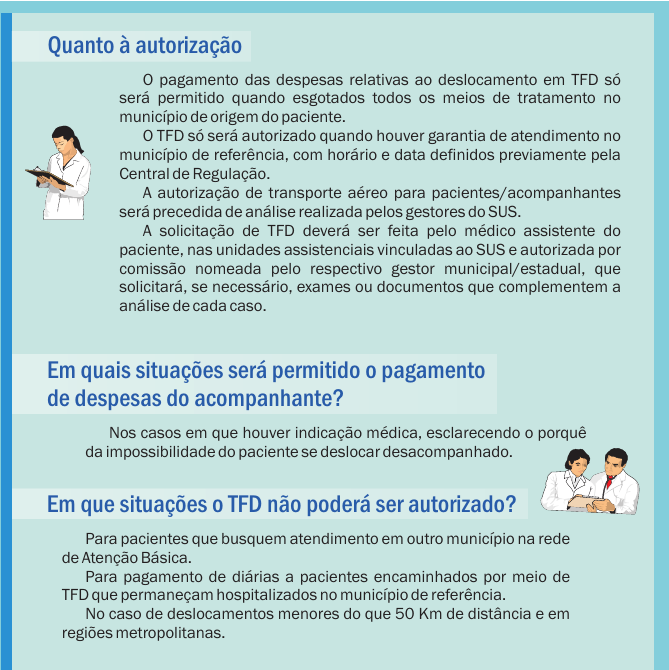 Quanto à autorização
O pagamento das despesas relativas ao deslocamento em TFD só
será permitido quando esgotados todos os meios de tratamento no
município de origem do paciente.
O TFD só será autorizado quando houver garantia de atendimento no
município de referência, com horário e data definidos previamente pela
Central de Regulação.
A autorização de transporte aéreo para pacientes/acompanhantes
será precedida de análise realizada pelos gestores do SUS.
A solicitação de TFD deverá ser feita pelo médico assistente do
paciente, nas unidades assistenciais vinculadas ao SUS e autorizada por
comissão nomeada pelo respectivo gestor municipal/estadual, que
solicitará, se necessário, exames ou documentos que complementem a
análise de cada caso.
Em quais situações será permitido o pagamento
de despesas do acompanhante?
Nos casos em que houver indicação médica, esclarecendo o porquê
da impossibilidade do paciente se deslocar desacompanhado.
Em que situações o TFD não poderá ser autorizado?
Para pacientes que busquem atendimento em outro município na rede
de Atenção Básica.
Para pagamento de diárias a pacientes encaminhados por meio de
TFD que permaneçam hospitalizados no município de referência.
No caso de deslocamentos menores do que 50 Km de distância e em
regiões metropolitanas.